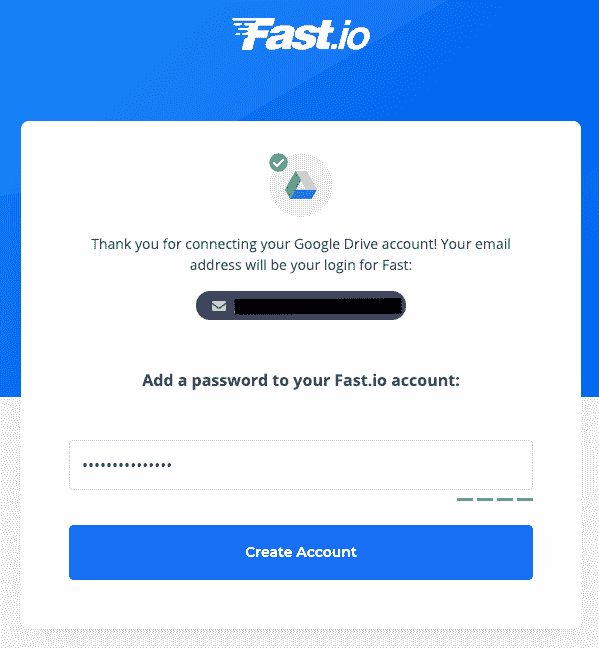 Fast.io
Thank you for connecting your Google Drive account! Your email
address will be your login for Fast:
Add a password to your Fast.io account:
•••••••••••••••
Create Account